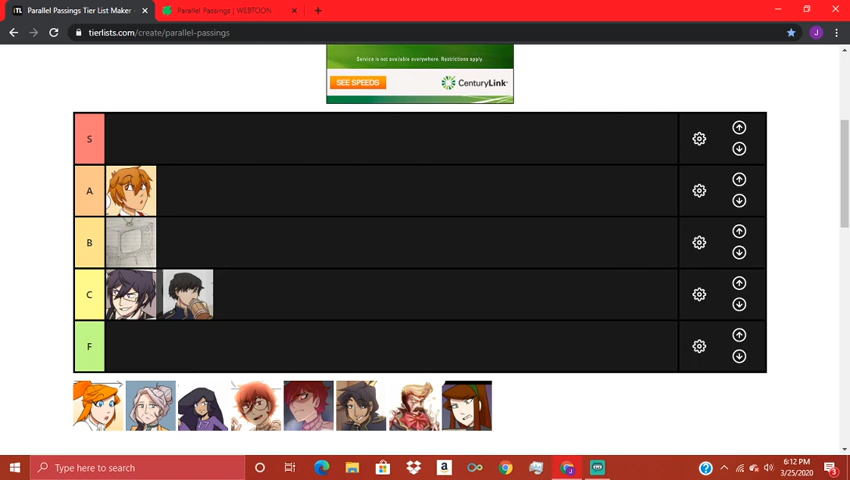 Parallel Passings Tier List Maker -
Parallel Passings | WEBTOON
tierlists.com/create/parallel-passings
J
Service is not available everywhere. Restrictions apply.
SEE SPEEDS
CenturyLink
S
A
B
C
F
Type here to search
6:12 PM
3/25/2020
3